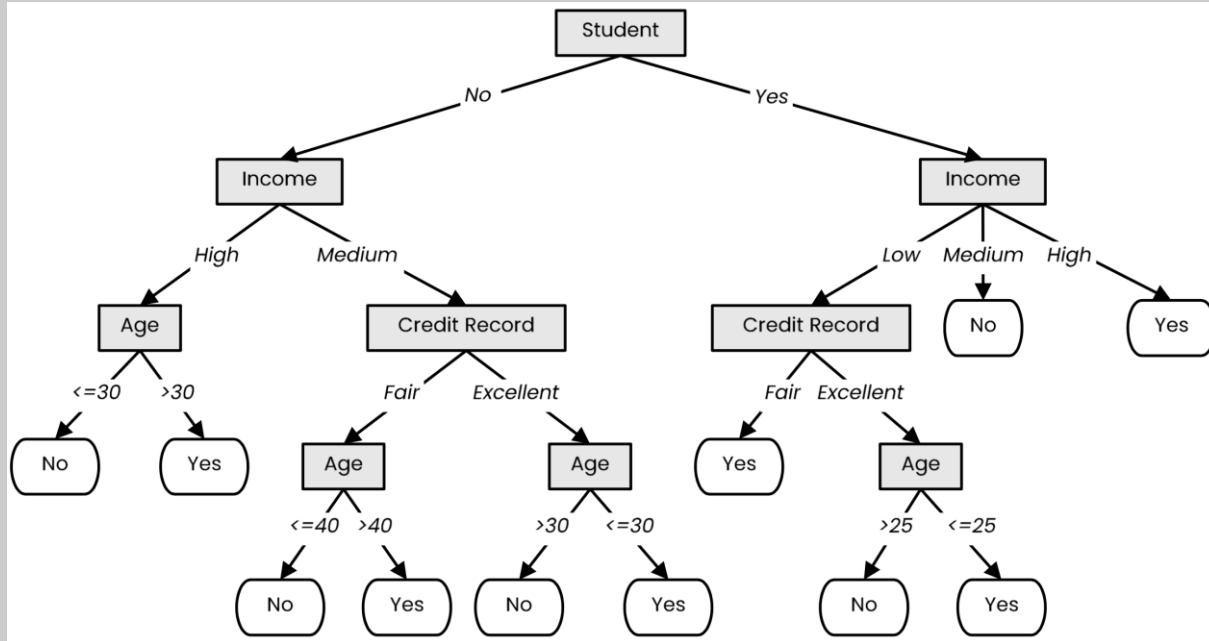 Student
No Yes
Income Income
High Medium Low Medium High
Age Credit Record Credit Record No Yes
<=30 >30 Fair Excellent Fair Excellent
No Yes Age Age Yes Age
<=40 >40 >30 <=30 >25 <=25
No Yes No Yes No Yes